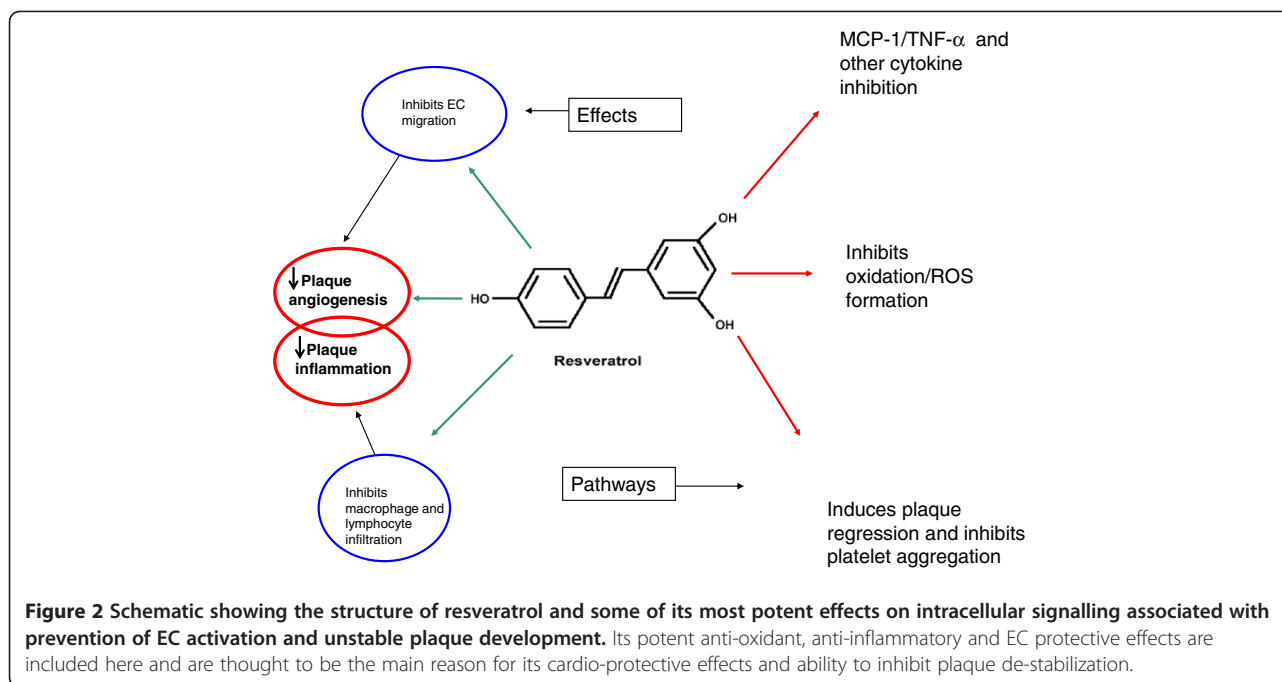 MCP-1/TNF-α and
other cytokine
inhibition
Inhibits EC
migration
Effects
OH
↓Plaque
angiogenesis
HO
Inhibits
oxidation/ROS
formation
OH
↓Plaque
inflammation
Resveratrol
Pathways
Inhibits
macrophage and
lymphocyte
infiltration
Induces plaque
regression and inhibits
platelet aggregation
Figure 2 Schematic showing the structure of resveratrol and some of its most potent effects on intracellular signalling associated with
prevention of EC activation and unstable plaque development. Its potent anti-oxidant, anti-inflammatory and EC protective effects are
included here and are thought to be the main reason for its cardio-protective effects and ability to inhibit plaque de-stabilization.